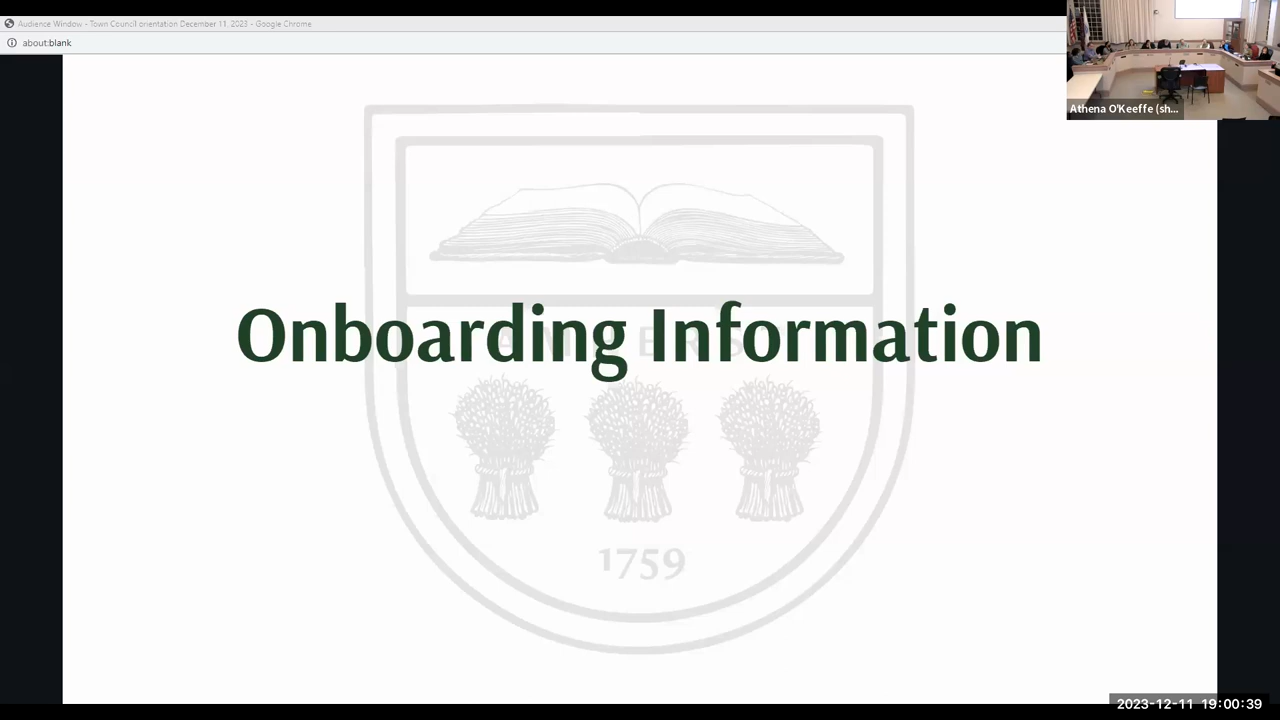 Audience Window - Town Council orientation December 11, 2023 - Google Chrome
about:blank
Athena O'Keeffe (sh...
Onboarding Information
1759
2023-12-11 19:00:39